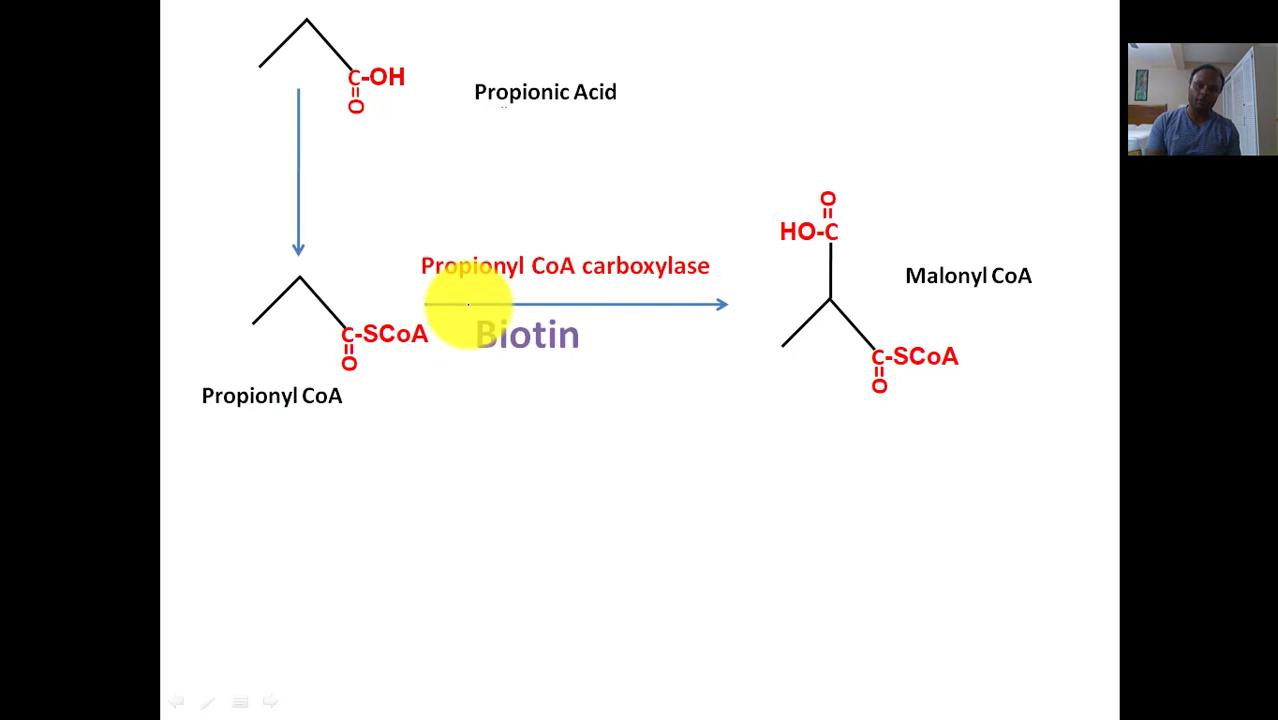 C-OH
O
Propionic Acid
O
HO-C
Propionyl CoA carboxylase
Malonyl CoA
C-SCoA
O
Biotin
C-SCoA
O
Propionyl CoA